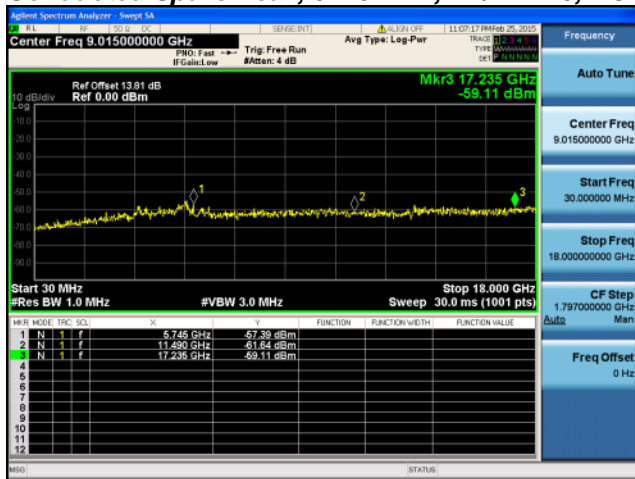 Agilent Spectrum Analyzer - Swept SA
RL RF 50 Ω DC SENSE:INT ALIGN OFF 11:07:17 PM Feb 25, 2015
Center Freq 9.015000000 GHz
PNO: Fast
IFGain:Low
Trig: Free Run
#Atten: 4 dB
Avg Type: Log-Pwr
TRACE 1 2 3 4 5 6
TYPE
DET P N N N N N
Mkr3 17.235 GHz
-59.11 dBm
Ref Offset 13.81 dB
10 dB/div Ref 0.00 dBm
Log
-10.0
-20.0
-30.0
-40.0
-50.0
-60.0
-70.0
-80.0
-90.0
1
2
3
Start 30 MHz Stop 18.000 GHz
#Res BW 1.0 MHz #VBW 3.0 MHz Sweep 30.0 ms (1001 pts)
MKR MODE TRC SCL X Y FUNCTION FUNCTION WIDTH FUNCTION VALUE
1 N 1 f 5.745 GHz -57.39 dBm
2 N 1 f 11.490 GHz -61.64 dBm
3 N 1 f 17.235 GHz -59.11 dBm
4
5
6
7
8
9
10
11
12
MSG STATUS
Frequency
Auto Tune
Center Freq
9.015000000 GHz
Start Freq
30.000000 MHz
Stop Freq
18.000000000 GHz
CF Step
1.797000000 GHz
Auto Man
Freq Offset
0 Hz